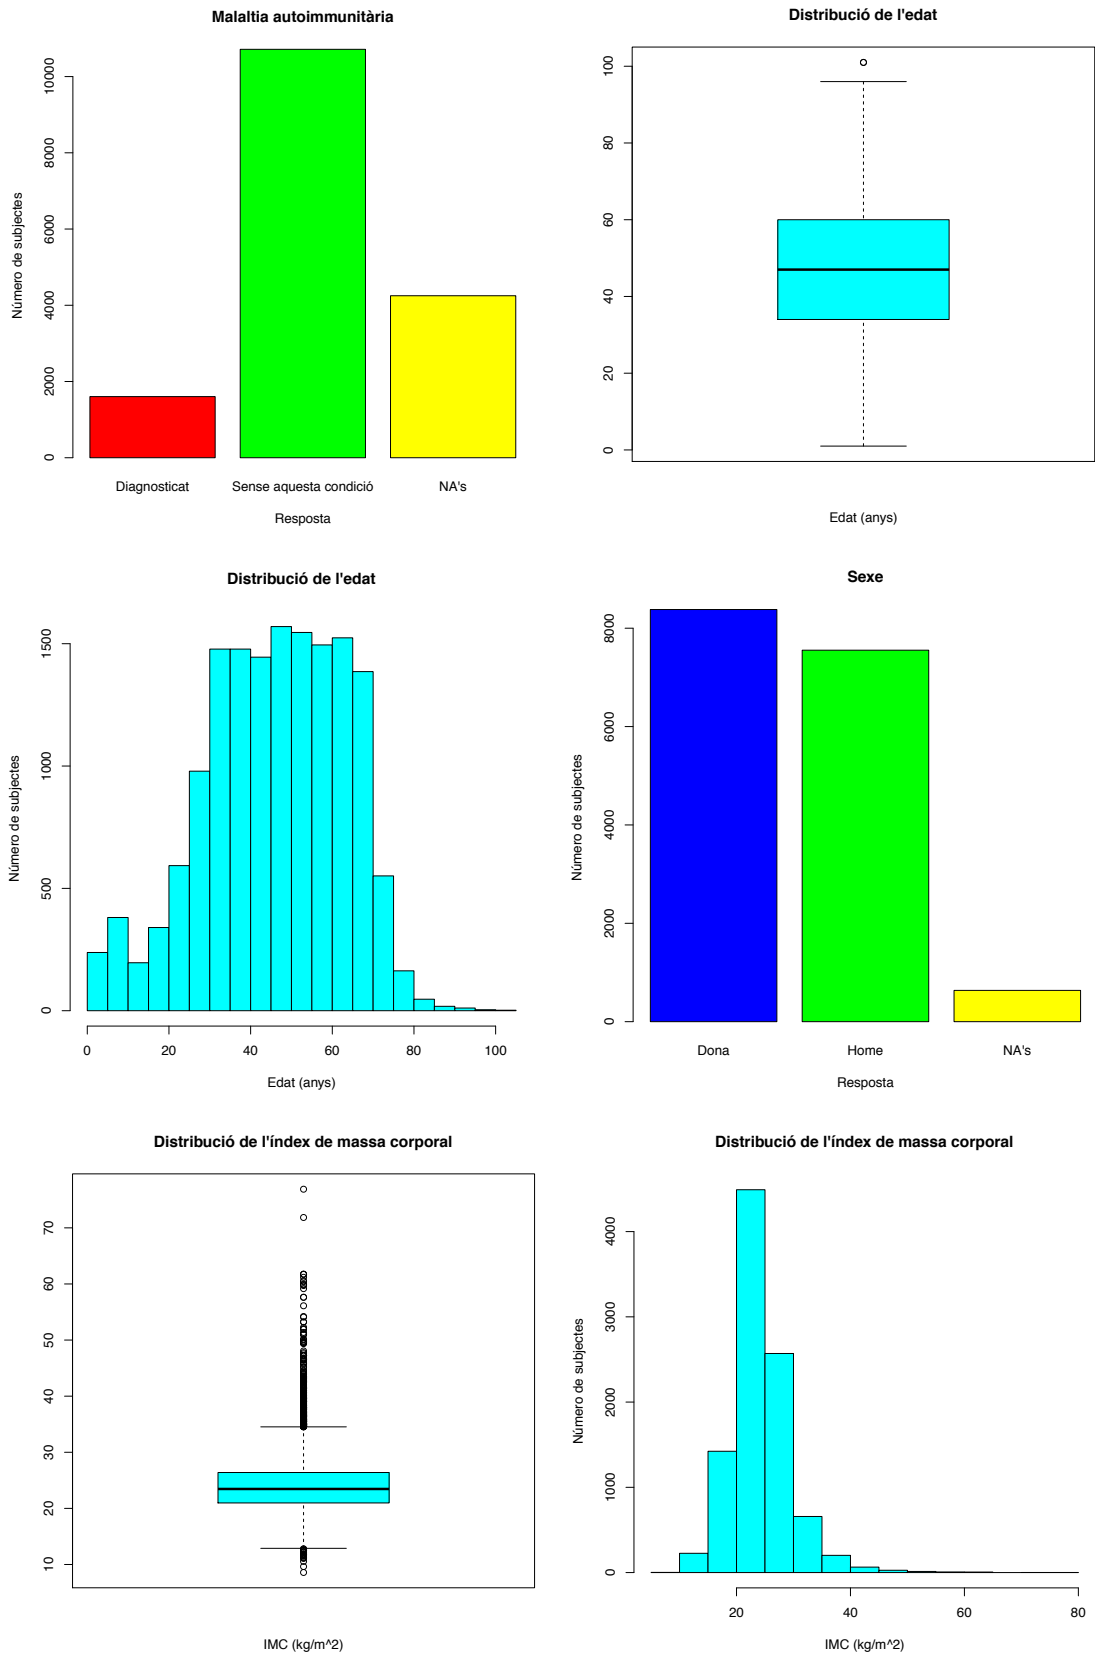 Malaltia autoimmunitària
Número de subjectes
0 2000 4000 6000 8000 10000
Diagnosticat Sense aquesta condició NA's
Resposta
Distribució de l'edat
0 20 40 60 80 100
Edat (anys)
Distribució de l'edat
Número de subjectes
0 500 1000 1500
0 20 40 60 80 100
Edat (anys)
Sexe
Número de subjectes
0 2000 4000 6000 8000
Dona Home NA's
Resposta
Distribució de l'índex de massa corporal
10 20 30 40 50 60 70
IMC (kg/m^2)
Distribució de l'índex de massa corporal
Número de subjectes
0 1000 2000 3000 4000
20 40 60 80
IMC (kg/m^2)